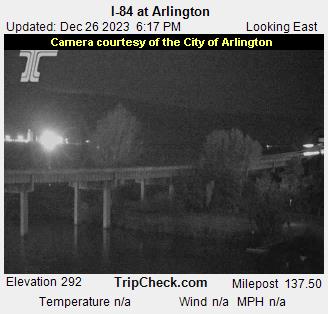 I-84 at Arlington
Updated: Dec 26 2023 6:17 PM Looking East
Camera courtesy of the City of Arlington
Elevation 292 TripCheck.com Milepost 137.50
Temperature n/a Wind n/a MPH n/a